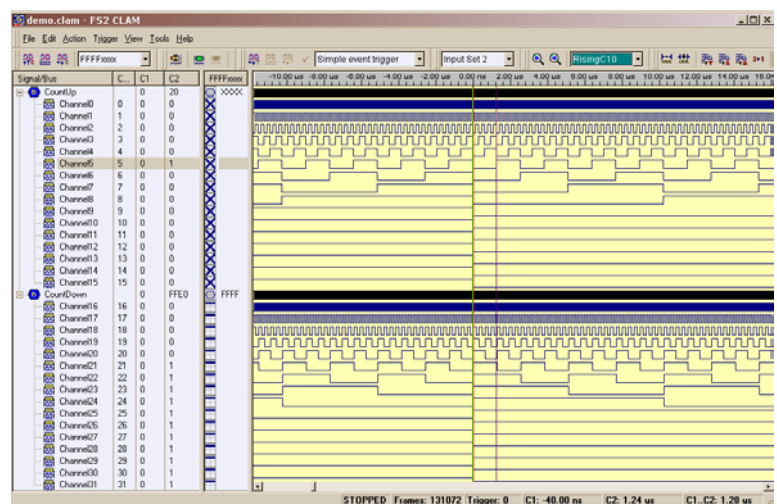 demo.clam - FS2 CLAM
File Edit Action Trigger View Tools Help
FFFFxxxx Simple event trigger Input Set 2 RisingC10
Signal/Bus C... C1 C2 FFFFxxxx -10.00 us -8.00 us -6.00 us -4.00 us -2.00 us 0.00 ns 2.00 us 4.00 us 6.00 us 8.00 us 10.00 us 12.00 us 14.00 us
CountUp 0 20 XXXX
Channel0 0 0 0
Channel1 1 0 0
Channel2 2 0 0
Channel3 3 0 0
Channel4 4 0 0
Channel5 5 0 1
Channel6 6 0 0
Channel7 7 0 0
Channel8 8 0 0
Channel9 9 0 0
Channel10 10 0 0
Channel11 11 0 0
Channel12 12 0 0
Channel13 13 0 0
Channel14 14 0 0
Channel15 15 0 0
CountDown 0 FFE0 FFFF
Channel16 16 0 0
Channel17 17 0 0
Channel18 18 0 0
Channel19 19 0 0
Channel20 20 0 0
Channel21 21 0 1
Channel22 22 0 1
Channel23 23 0 1
Channel24 24 0 1
Channel25 25 0 1
Channel26 26 0 1
Channel27 27 0 1
Channel28 28 0 1
Channel29 29 0 1
Channel30 30 0 1
Channel31 31 0 1
STOPPED Frames: 131072 Trigger: 0 C1: -40.00 ns C2: 1.24 us C1..C2: 1.28 us